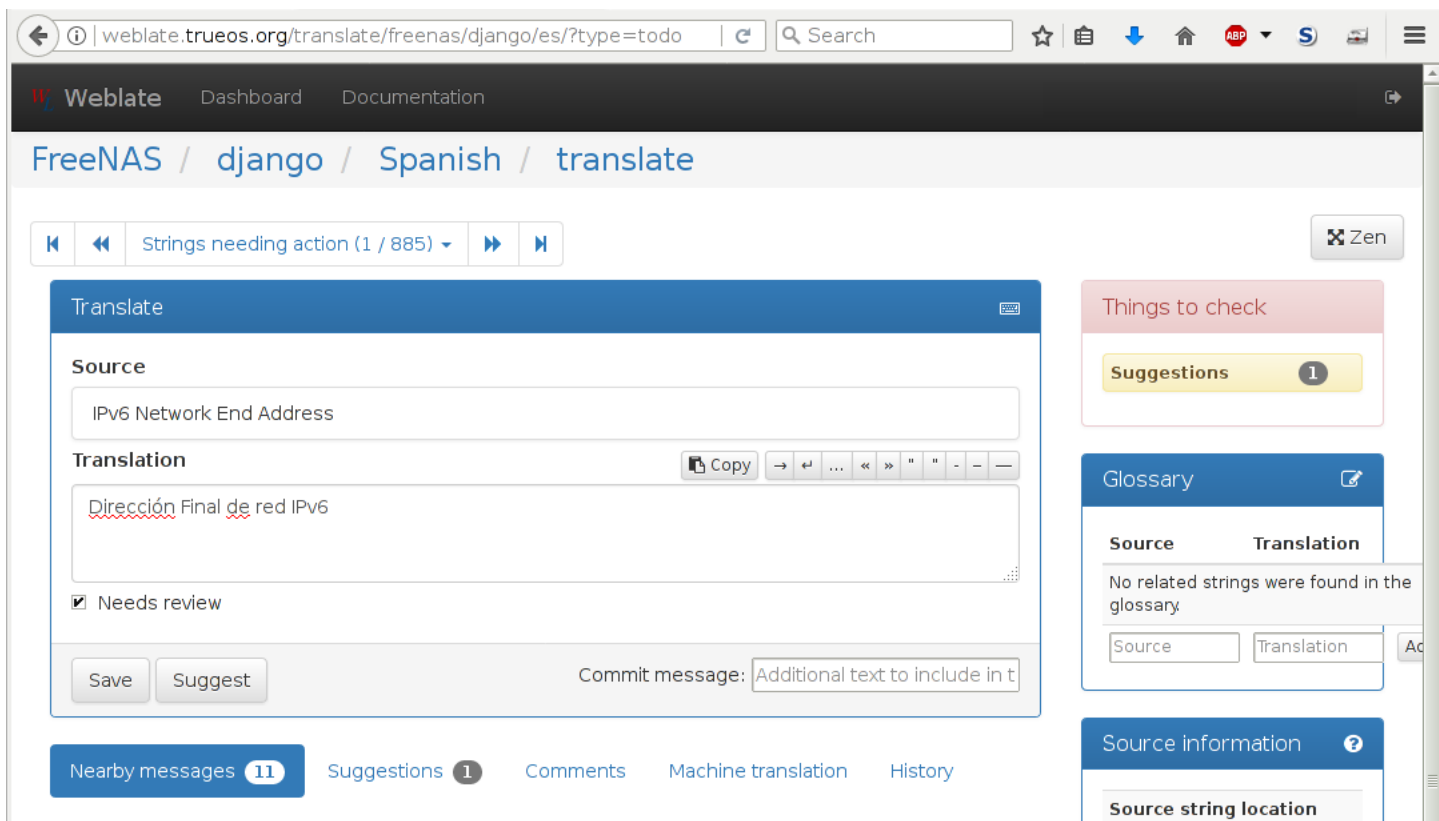 weblate.trueos.org/translate/freenas/django/es/?type=todo
Search
ABP
S
Weblate Dashboard Documentation
FreeNAS / django / Spanish / translate
Strings needing action (1 / 885)
Zen
Translate
Source
IPv6 Network End Address
Translation
Copy → ↵ … « » " " - – —
Dirección Final de red IPv6
Needs review
Save Suggest
Commit message: Additional text to include in t
Nearby messages 11 Suggestions 1 Comments Machine translation History
Things to check
Suggestions 1
Glossary
Source Translation
No related strings were found in the
glossary.
Source Translation Ad
Source information
Source string location